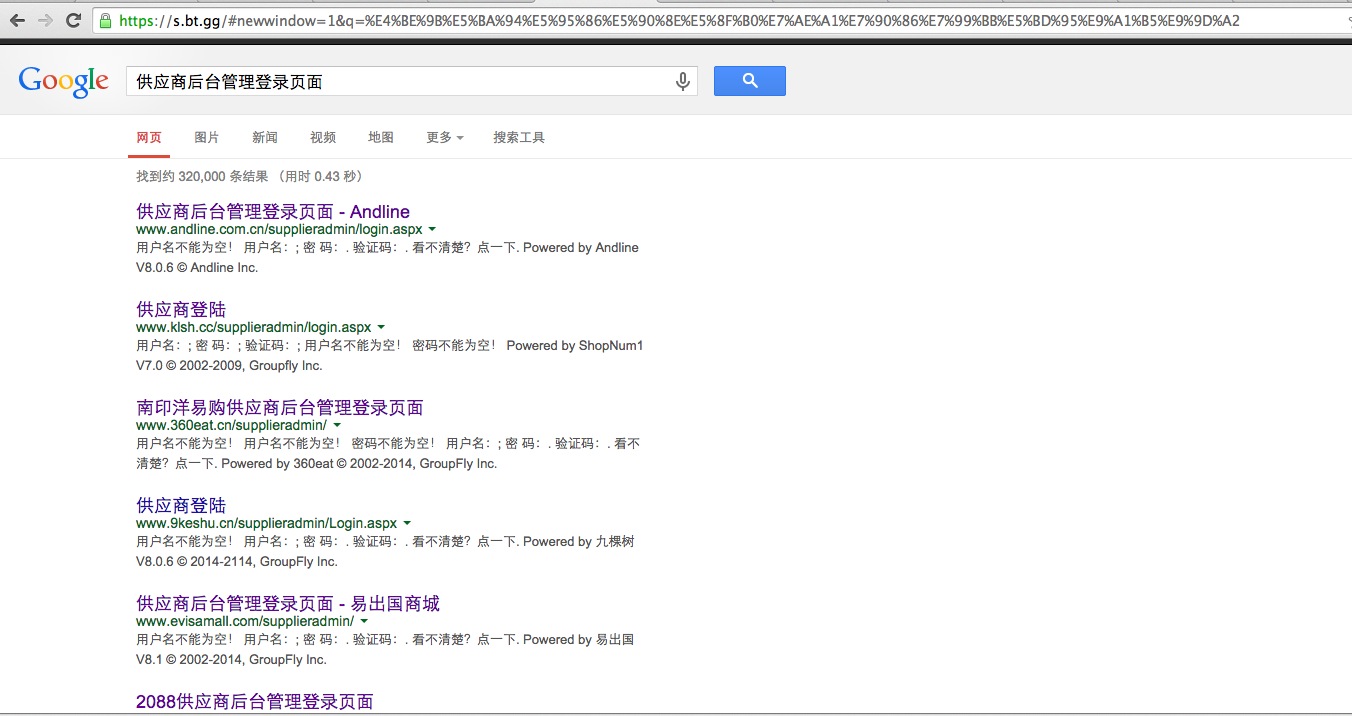 https://s.bt.gg/#newwindow=1&q=%E4%BE%9B%E5%BA%94%E5%95%86%E5%90%8E%E5%8F%B0%E7%AE%A1%E7%90%86%E7%99%BB%E5%BD%95%E9%A1%B5%E9%9D%A2
Google 供应商后台管理登录页面
网页 图片 新闻 视频 地图 更多 搜索工具
找到约 320,000 条结果 （用时 0.43 秒）
供应商后台管理登录页面 - Andline
www.andline.com.cn/supplieradmin/login.aspx
用户名不能为空！ 用户名：; 密 码：. 验证码：. 看不清楚？点一下. Powered by Andline
V8.0.6 © Andline Inc.
供应商登陆
www.klsh.cc/supplieradmin/login.aspx
用户名：; 密 码：; 验证码：; 用户名不能为空！ 密码不能为空！ Powered by ShopNum1
V7.0 © 2002-2009, Groupfly Inc.
南印洋易购供应商后台管理登录页面
www.360eat.cn/supplieradmin/
用户名不能为空！ 用户名不能为空！ 密码不能为空！ 用户名：; 密 码：. 验证码：. 看不
清楚？点一下. Powered by 360eat © 2002-2014, GroupFly Inc.
供应商登陆
www.9keshu.cn/supplieradmin/Login.aspx
用户名不能为空！ 用户名：; 密 码：. 验证码：. 看不清楚？点一下. Powered by 九棵树
V8.0.6 © 2014-2114, GroupFly Inc.
供应商后台管理登录页面 - 易出国商城
www.evisamall.com/supplieradmin/
用户名不能为空！ 用户名：; 密 码：. 验证码：. 看不清楚？点一下. Powered by 易出国
V8.1 © 2002-2014, GroupFly Inc.
2088供应商后台管理登录页面